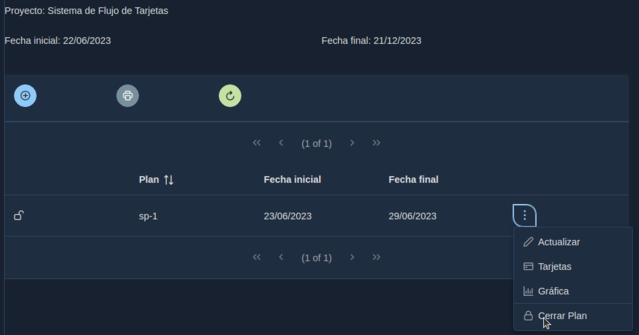 Proyecto: Sistema de Flujo de Tarjetas
Fecha inicial: 22/06/2023 Fecha final: 21/12/2023
(1 of 1)
Plan Fecha inicial Fecha final
sp-1 23/06/2023 29/06/2023
(1 of 1)
Actualizar
Tarjetas
Gráfica
Cerrar Plan